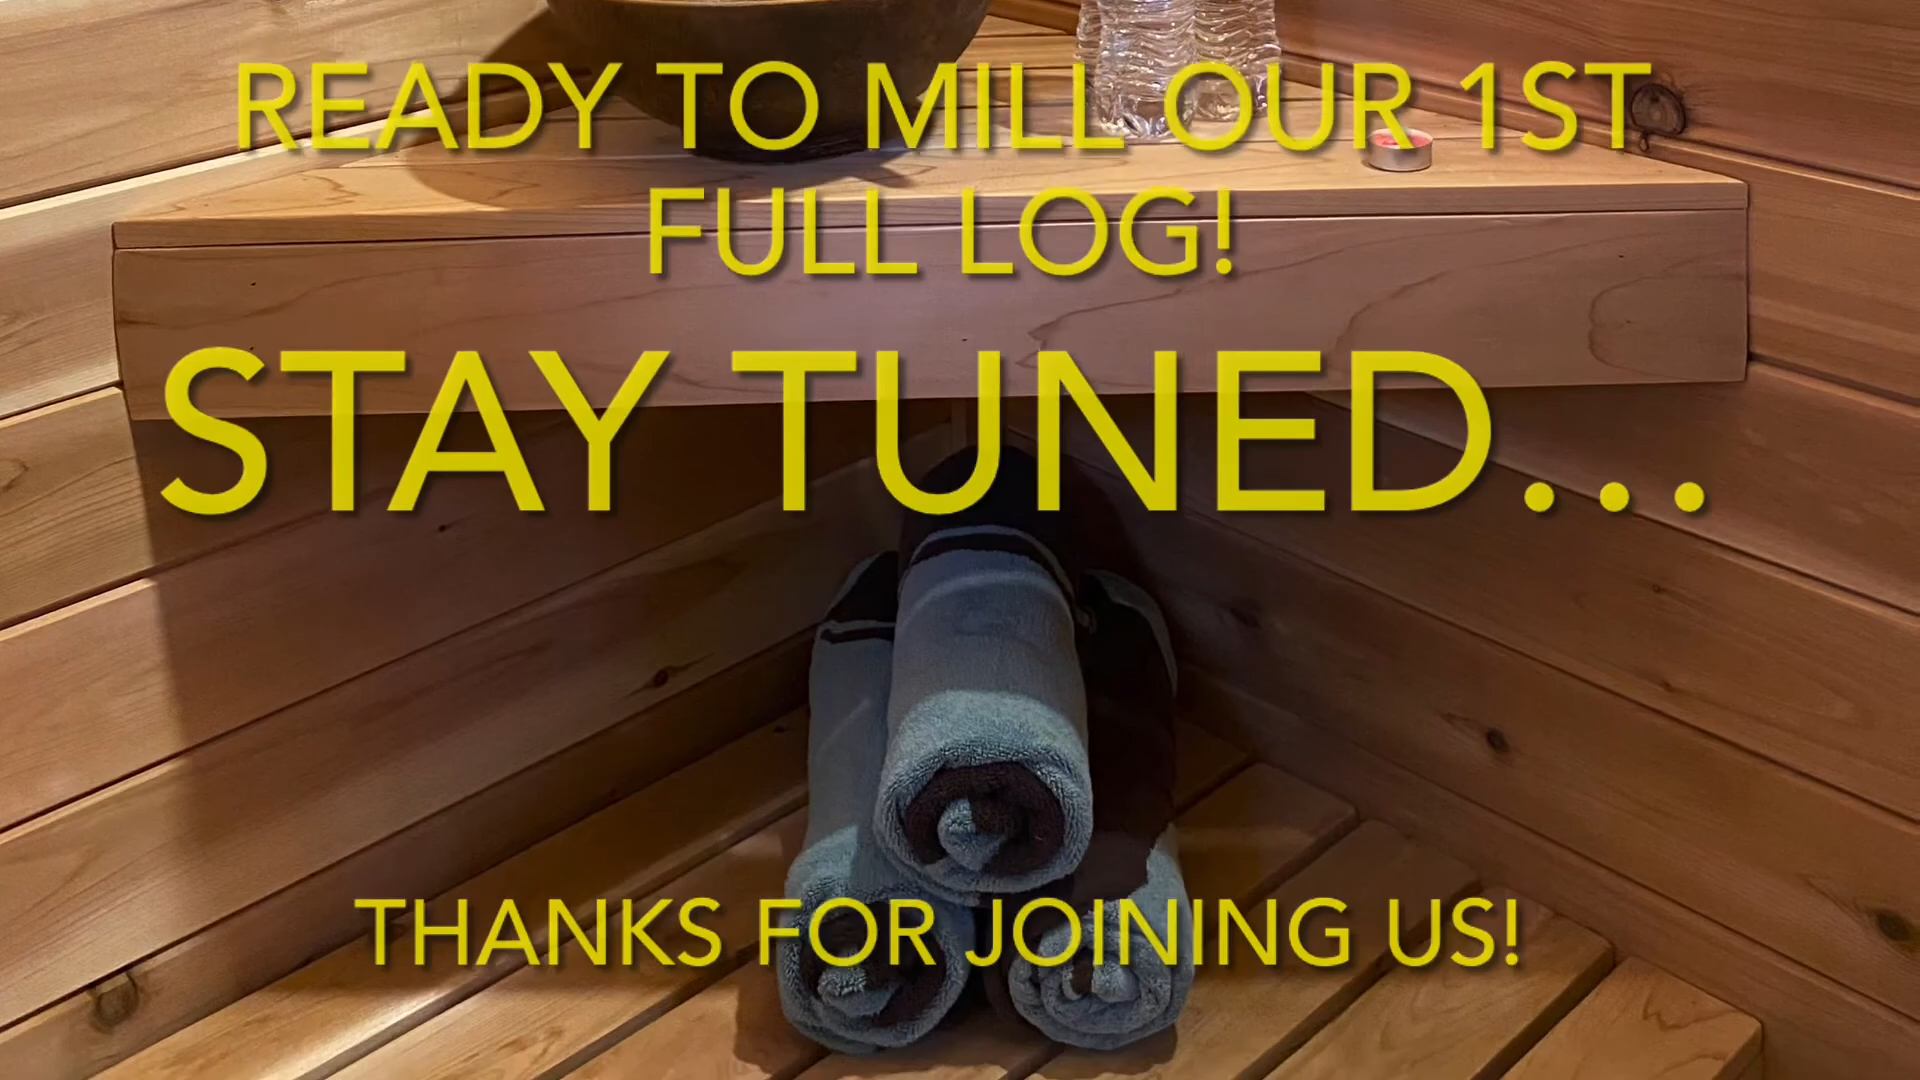 READY TO MILL OUR 1ST
FULL LOG!
STAY TUNED...
THANKS FOR JOINING US!